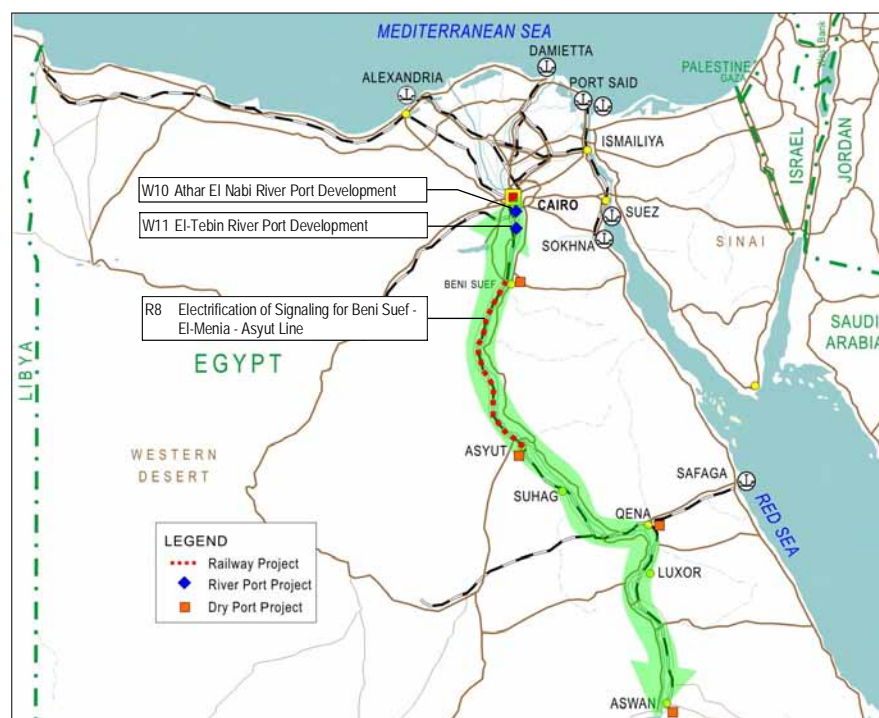 MEDITERRANEAN SEA
DAMIETTA
ALEXANDRIA
PORT SAID
PALESTINE
GAZA
West Bank
ISMAILIYA
ISRAEL
JORDAN
W10 Athar El Nabi River Port Development
CAIRO
SUEZ
W11 El-Tebin River Port Development
SOKHNA
SINAI
BENI SUEF
R8 Electrification of Signaling for Beni Suef -
El-Menia - Asyut Line
SAUDI
ARABIA
LIBYA
EGYPT
WESTERN
DESERT
ASYUT
SAFAGA
SUHAG
QENA
RED SEA
LUXOR
LEGEND
Railway Project
River Port Project
Dry Port Project
ASWAN